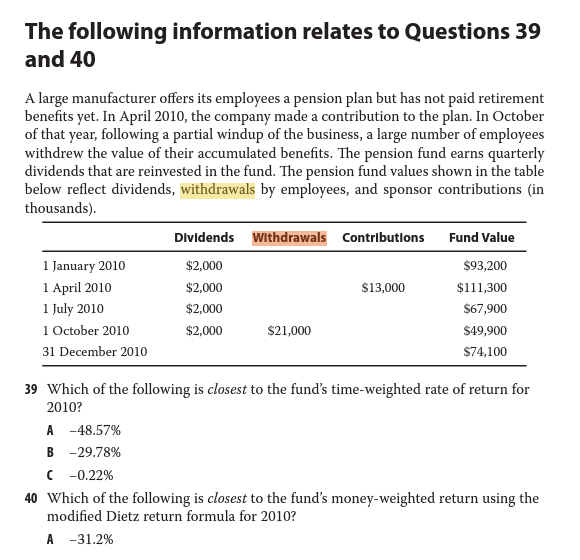 The following information relates to Questions 39
and 40
A large manufacturer offers its employees a pension plan but has not paid retirement
benefits yet. In April 2010, the company made a contribution to the plan. In October
of that year, following a partial windup of the business, a large number of employees
withdrew the value of their accumulated benefits. The pension fund earns quarterly
dividends that are reinvested in the fund. The pension fund values shown in the table
below reflect dividends, withdrawals by employees, and sponsor contributions (in
thousands).
Dividends Withdrawals Contributions Fund Value
1 January 2010 $2,000 $93,200
1 April 2010 $2,000 $13,000 $111,300
1 July 2010 $2,000 $67,900
1 October 2010 $2,000 $21,000 $49,900
31 December 2010 $74,100
39 Which of the following is closest to the fund's time-weighted rate of return for
2010?
A −48.57%
B −29.78%
C −0.22%
40 Which of the following is closest to the fund's money-weighted return using the
modified Dietz return formula for 2010?
A −31.2%